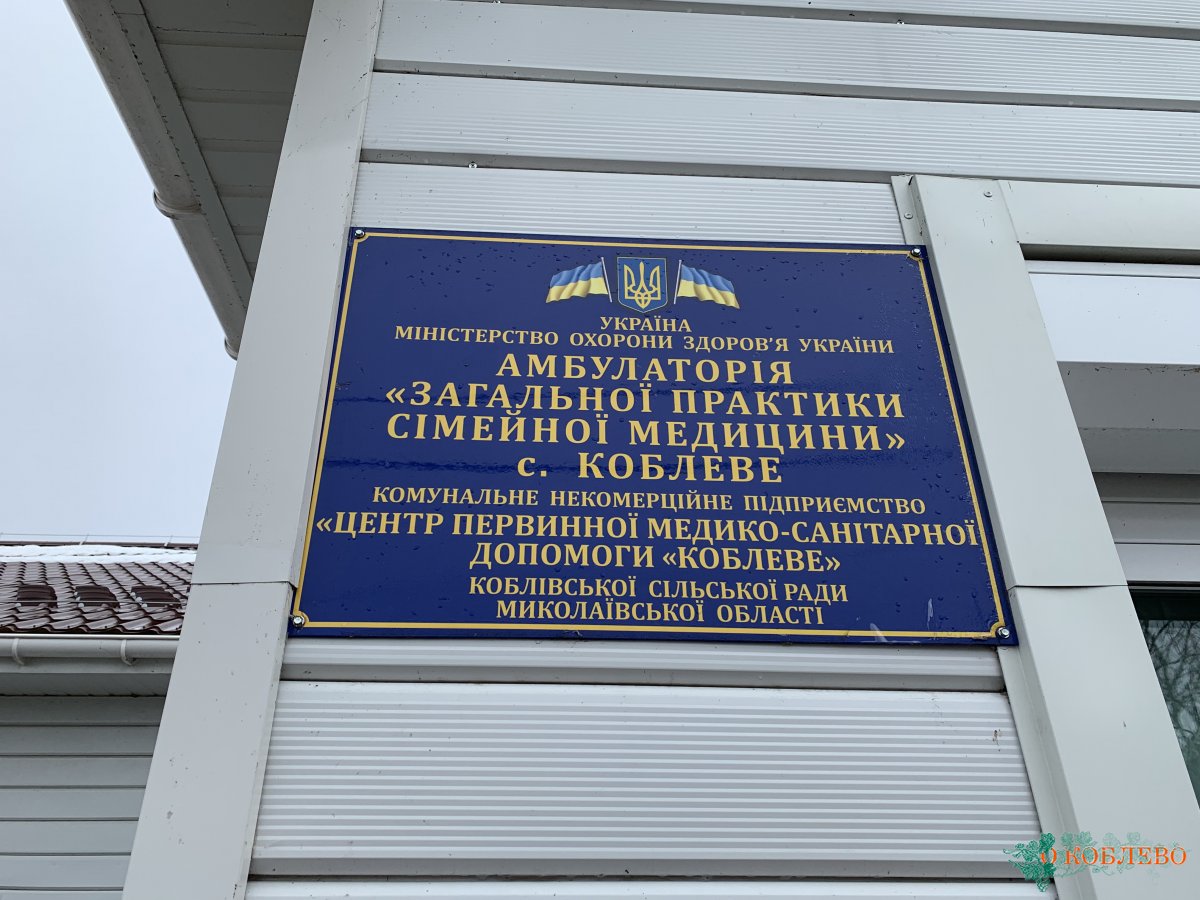 УКРАЇНА
МІНІСТЕРСТВО ОХОРОНИ ЗДОРОВ'Я УКРАЇНИ
АМБУЛАТОРІЯ
«ЗАГАЛЬНОЇ ПРАКТИКИ
СІМЕЙНОЇ МЕДИЦИНИ»
с. КОБЛЕВЕ
КОМУНАЛЬНЕ НЕКОМЕРЦІЙНЕ ПІДПРИЄМСТВО
«ЦЕНТР ПЕРВИННОЇ МЕДИКО-САНІТАРНОЇ
ДОПОМОГИ «КОБЛЕВЕ»
КОБЛІВСЬКОЇ СІЛЬСЬКОЇ РАДИ
МИКОЛАЇВСЬКОЇ ОБЛАСТІ
О КОБЛЕВО